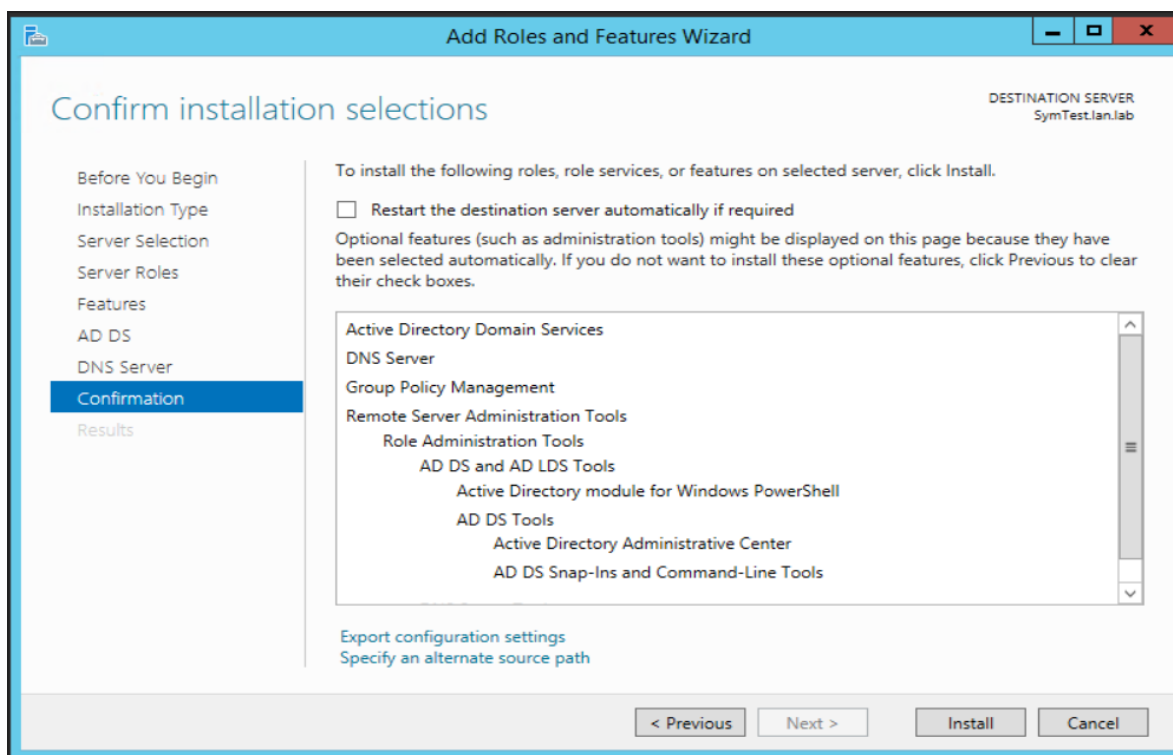 Add Roles and Features Wizard
Confirm installation selections
DESTINATION SERVER
SymTest.lan.lab
Before You Begin
Installation Type
Server Selection
Server Roles
Features
AD DS
DNS Server
Confirmation
Results
To install the following roles, role services, or features on selected server, click Install.
Restart the destination server automatically if required
Optional features (such as administration tools) might be displayed on this page because they have
been selected automatically. If you do not want to install these optional features, click Previous to clear
their check boxes.
Active Directory Domain Services
DNS Server
Group Policy Management
Remote Server Administration Tools
Role Administration Tools
AD DS and AD LDS Tools
Active Directory module for Windows PowerShell
AD DS Tools
Active Directory Administrative Center
AD DS Snap-Ins and Command-Line Tools
Export configuration settings
Specify an alternate source path
< Previous
Next >
Install
Cancel